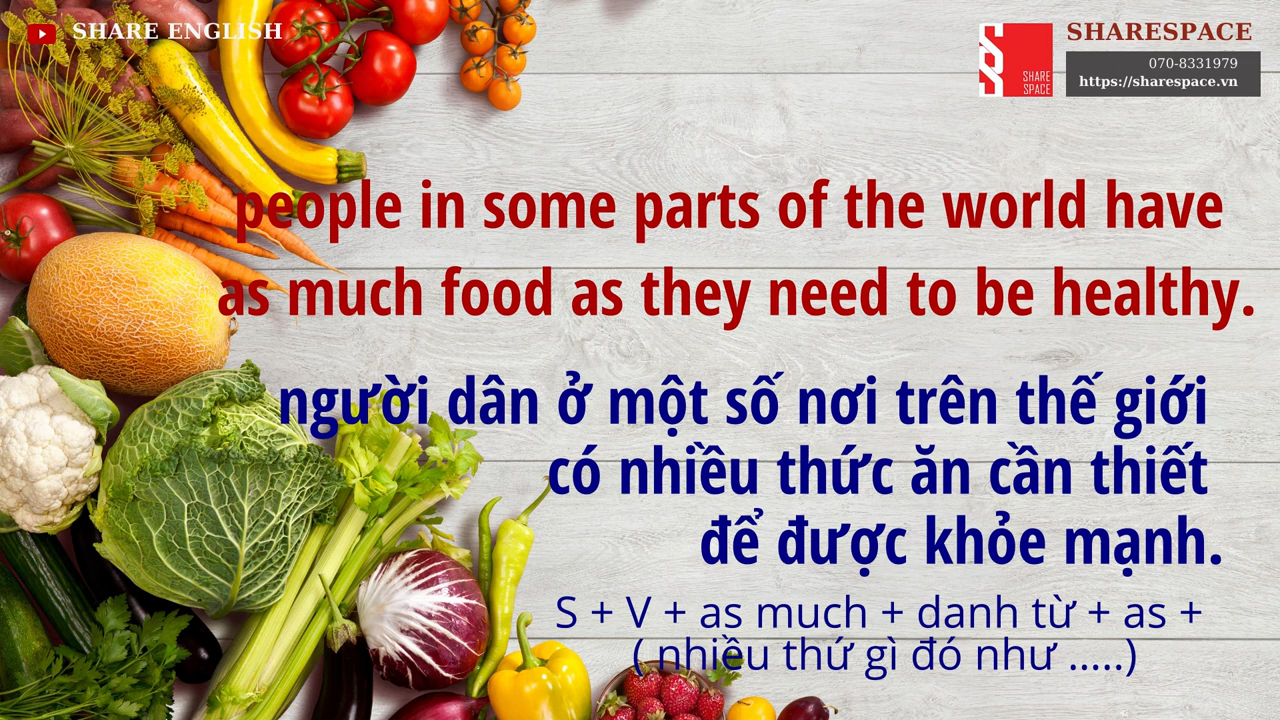 SHARE ENGLISH
SHARE
SPACE
SHARESPACE
070-8331979
https://sharespace.vn
people in some parts of the world have
as much food as they need to be healthy.
người dân ở một số nơi trên thế giới
có nhiều thức ăn cần thiết
để được khỏe mạnh.
S + V + as much + danh từ + as +
( nhiều thứ gì đó như .....)